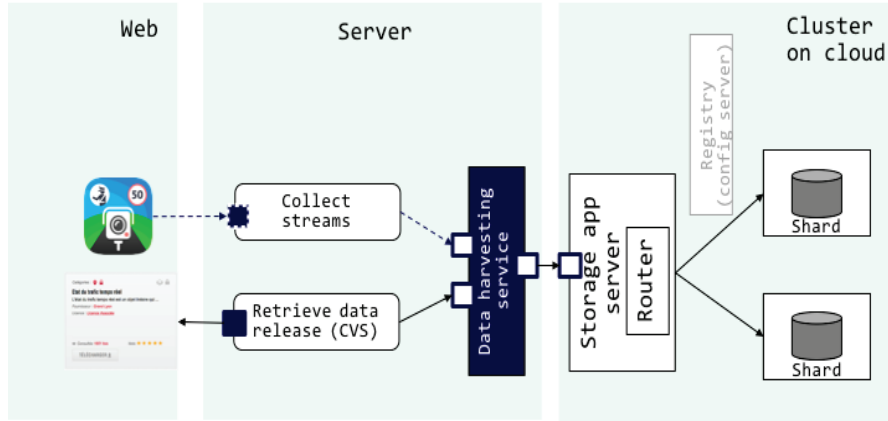 Web
Server
Cluster
on cloud
Registry
(config server)
50
T
Collect
streams
Data harvesting
service
Storage app
server
Router
Shard
Etat du trafic temps réel
Retrieve data
release (CVS)
Shard